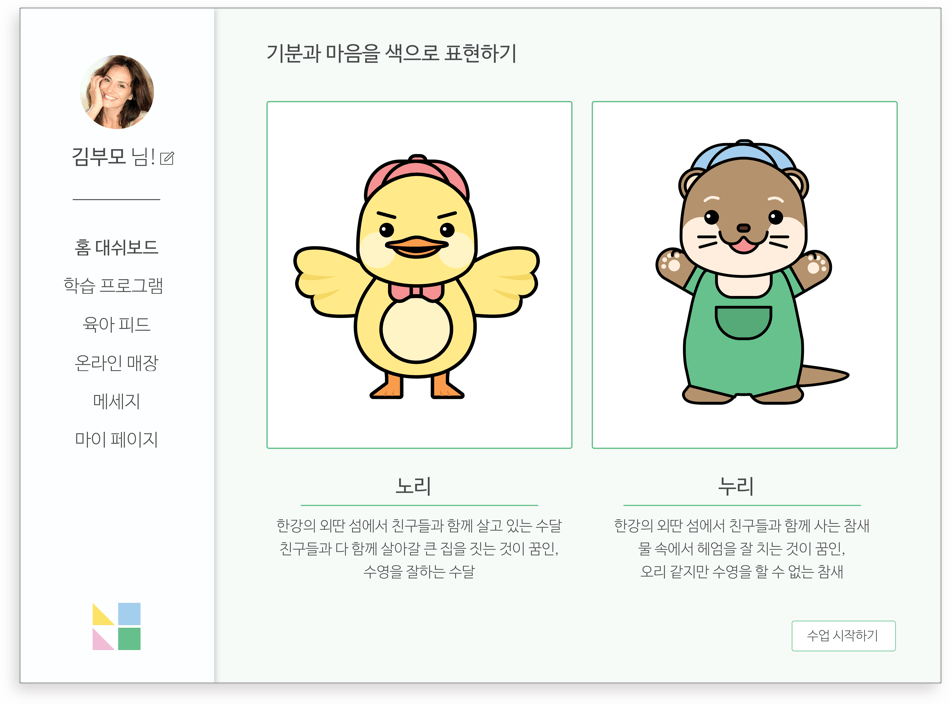 김부모 님!
홈 대쉬보드
학습 프로그램
육아 피드
온라인 매장
메세지
마이 페이지
기분과 마음을 색으로 표현하기
노리
한강의 외딴 섬에서 친구들과 함께 살고 있는 수달
친구들과 다 함께 살아갈 큰 집을 짓는 것이 꿈인,
수영을 잘하는 수달
누리
한강의 외딴 섬에서 친구들과 함께 사는 참새
물 속에서 헤엄을 잘 치는 것이 꿈인,
오리 같지만 수영을 할 수 없는 참새
수업 시작하기